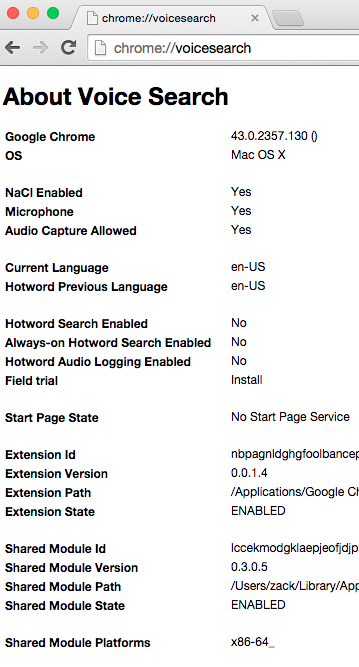 chrome://voicesearch
chrome://voicesearch
About Voice Search
Google Chrome 43.0.2357.130 ()
OS Mac OS X
NaCl Enabled Yes
Microphone Yes
Audio Capture Allowed Yes
Current Language en-US
Hotword Previous Language en-US
Hotword Search Enabled No
Always-on Hotword Search Enabled No
Hotword Audio Logging Enabled No
Field trial Install
Start Page State No Start Page Service
Extension Id nbpagnldghgfoolbancep
Extension Version 0.0.1.4
Extension Path /Applications/Google Ch
Extension State ENABLED
Shared Module Id lccekmodgklaepjeofjdjp
Shared Module Version 0.3.0.5
Shared Module Path /Users/zack/Library/App
Shared Module State ENABLED
Shared Module Platforms x86-64_